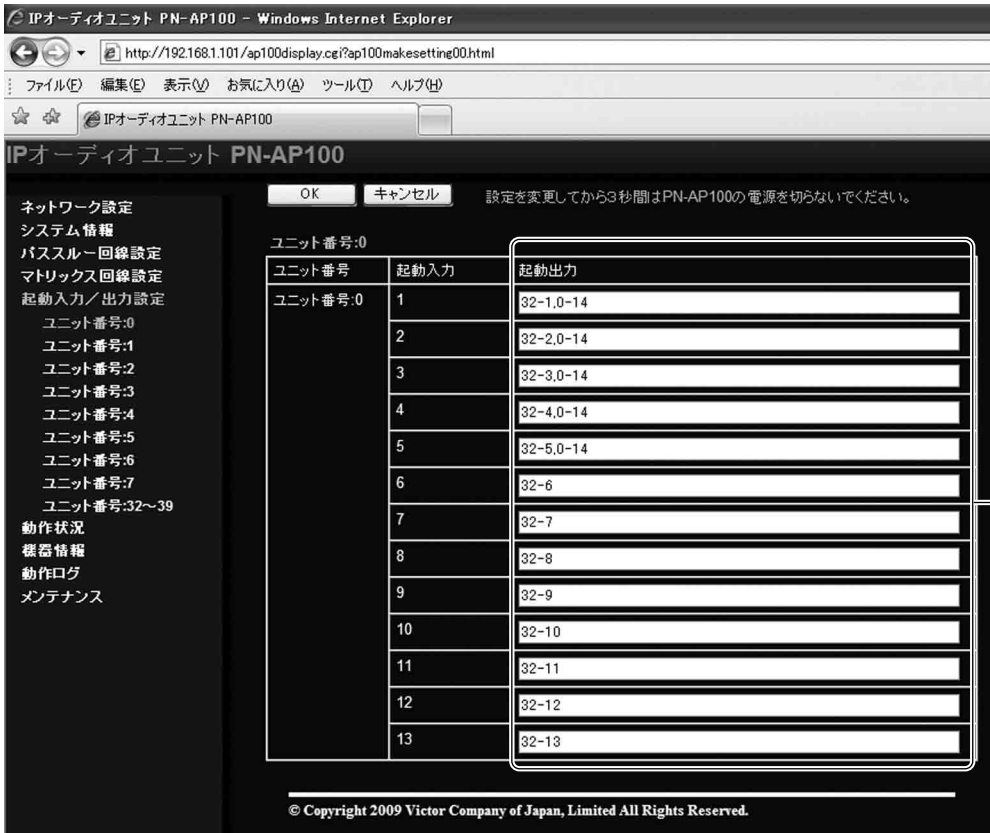 IPオーディオユニット PN-AP100 - Windows Internet Explorer
http://192.168.1.101/ap100display.cgi?ap100makesetting00.html
ファイル(F) 編集(E) 表示(V) お気に入り(A) ツール(T) ヘルプ(H)
IPオーディオユニット PN-AP100
IPオーディオユニット PN-AP100
ネットワーク設定
システム情報
パススルー回線設定
マトリックス回線設定
起動入力／出力設定
ユニット番号:0
ユニット番号:1
ユニット番号:2
ユニット番号:3
ユニット番号:4
ユニット番号:5
ユニット番号:6
ユニット番号:7
ユニット番号:32～39
動作状況
機器情報
動作ログ
メンテナンス
OK キャンセル 設定を変更してから3秒間はPN-AP100の電源を切らないでください。
ユニット番号:0
ユニット番号 起動入力 起動出力
ユニット番号:0 1 32-1,0-14
2 32-2,0-14
3 32-3,0-14
4 32-4,0-14
5 32-5,0-14
6 32-6
7 32-7
8 32-8
9 32-9
10 32-10
11 32-11
12 32-12
13 32-13
© Copyright 2009 Victor Company of Japan, Limited All Rights Reserved.